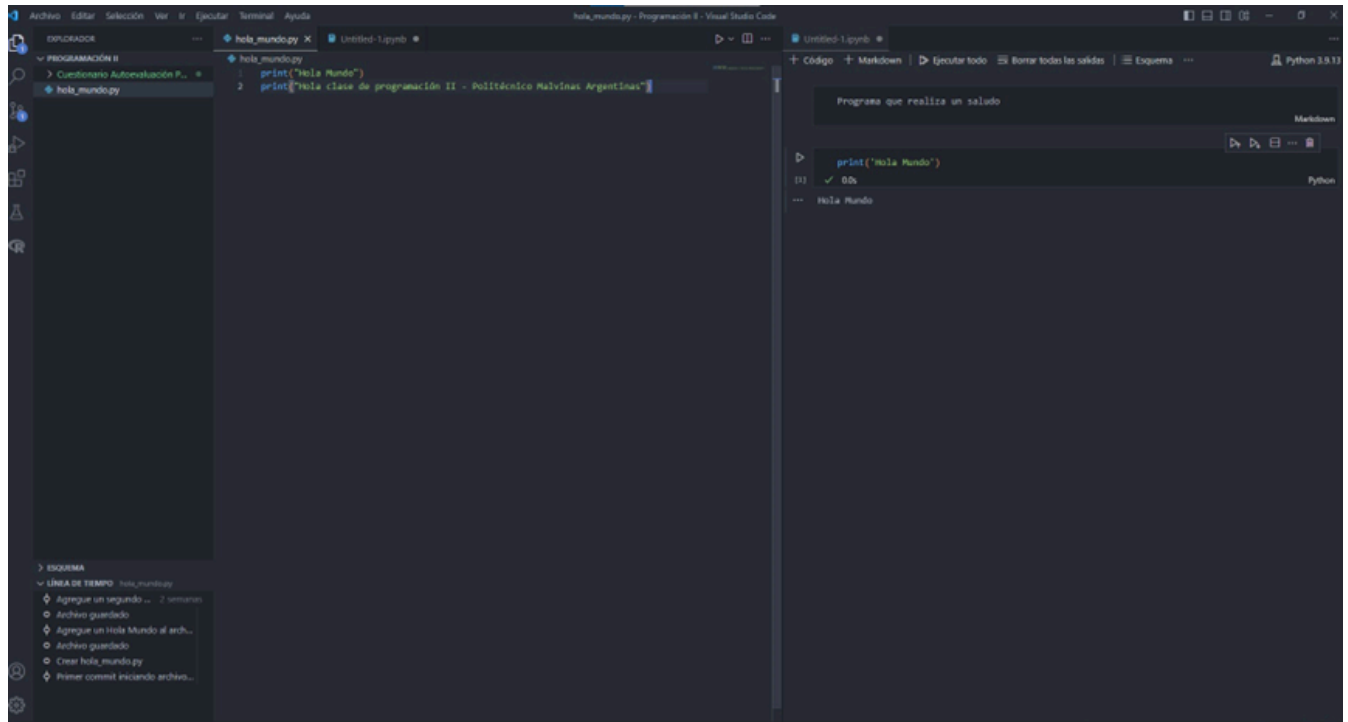 Archivo Editar Selección Ver Ir Ejecutar Terminal Ayuda
hola_mundo.py - Programación II - Visual Studio Code
EXPLORADOR ...
PROGRAMACIÓN II
Cuestionario Autoevaluación P...
hola_mundo.py
ESQUEMA
LÍNEA DE TIEMPO hola_mundo.py
Agregue un segundo ... 2 semanas
Archivo guardado
Agregue un Hola Mundo al arch...
Archivo guardado
Crear hola_mundo.py
Primer commit iniciando archivo...
hola_mundo.py Untitled-1.ipynb
hola_mundo.py
1 print("Hola Mundo")
2 print("Hola clase de programación II - Politécnico Malvinas Argentinas")
Untitled-1.ipynb
+ Código + Markdown Ejecutar todo Borrar todas las salidas Esquema ... Python 3.9.13
Programa que realiza un saludo
Markdown
print('Hola Mundo')
[1] 0.0s Python
... Hola Mundo